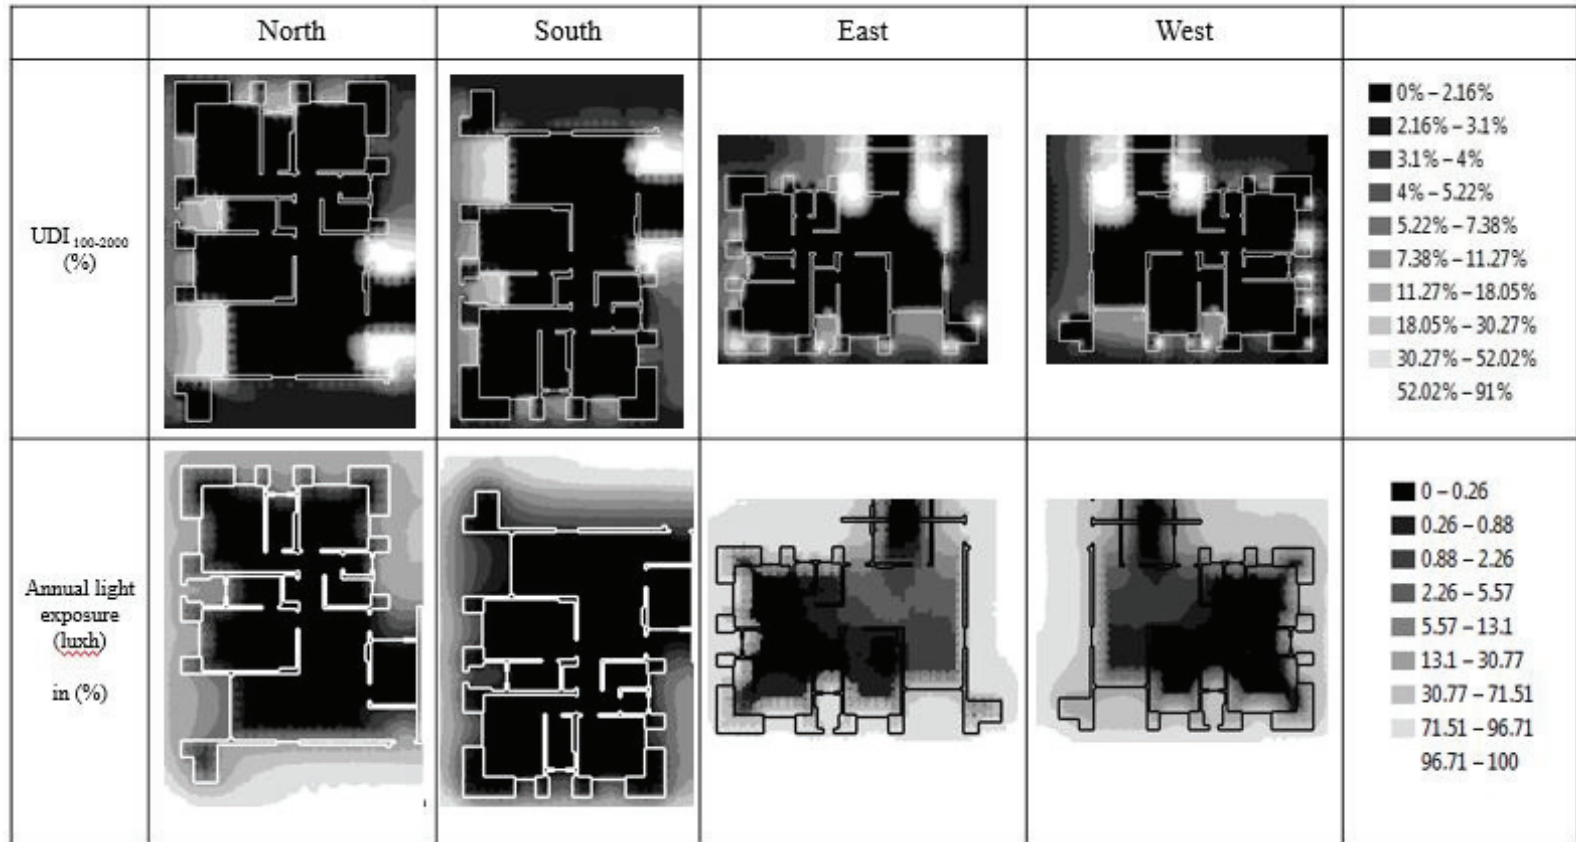 North South East West
UDI 100-2000
(%)
0% – 2.16%
2.16% – 3.1%
3.1% – 4%
4% – 5.22%
5.22% – 7.38%
7.38% – 11.27%
11.27% – 18.05%
18.05% – 30.27%
30.27% – 52.02%
52.02% – 91%
Annual light
exposure
(luxh)
in (%)
0 – 0.26
0.26 – 0.88
0.88 – 2.26
2.26 – 5.57
5.57 – 13.1
13.1 – 30.77
30.77 – 71.51
71.51 – 96.71
96.71 – 100